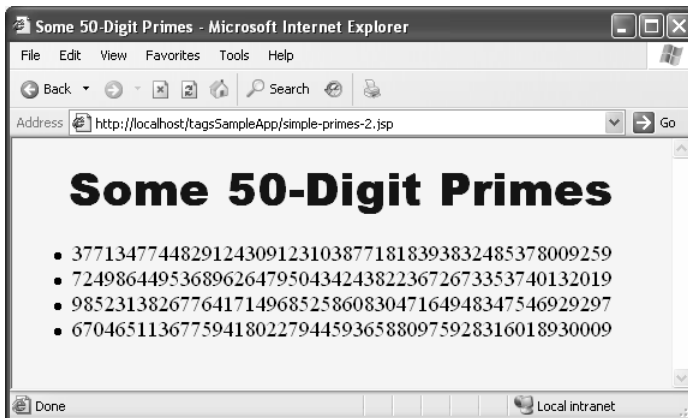 Some 50-Digit Primes - Microsoft Internet Explorer
File Edit View Favorites Tools Help
Back Search
Address http://localhost/tagsSampleApp/simple-primes-2.jsp Go
Some 50-Digit Primes
• 37713477448291243091231038771818393832485378009259
• 72498644953689626479504342438223672673353740132019
• 98523138267764171496852586083047164948347546929297
• 67046511367759418022794459365880975928316018930009
Done Local intranet